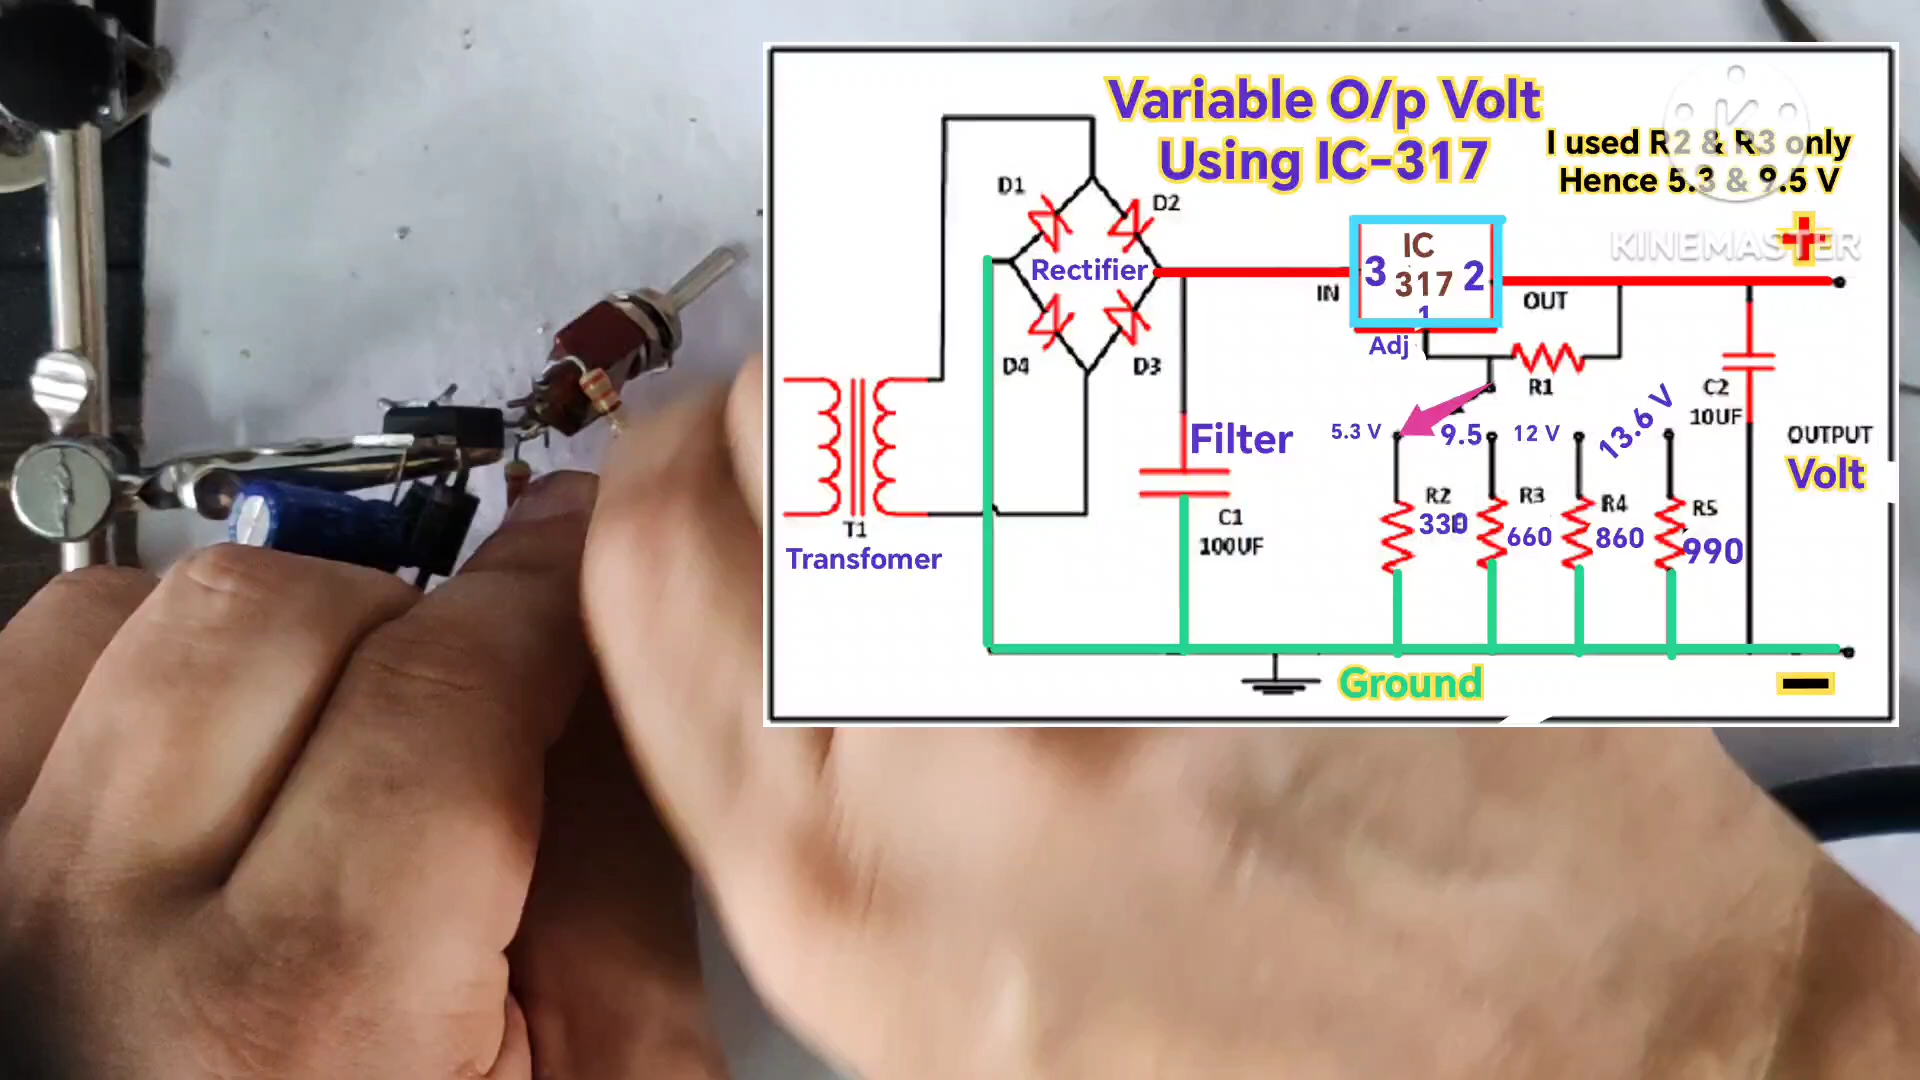 Variable O/p Volt
Using IC-317
I used R2 & R3 only
Hence 5.3 & 9.5 V
KINEMASTER
D1
D2
Rectifier
D4
D3
IC
317
3
2
1
IN
OUT
Adj
R1
C2
10UF
Filter
5.3 V
9.5
12 V
13.6 V
OUTPUT
Volt
R2
330
R3
660
R4
860
R5
990
C1
100UF
T1
Transfomer
Ground